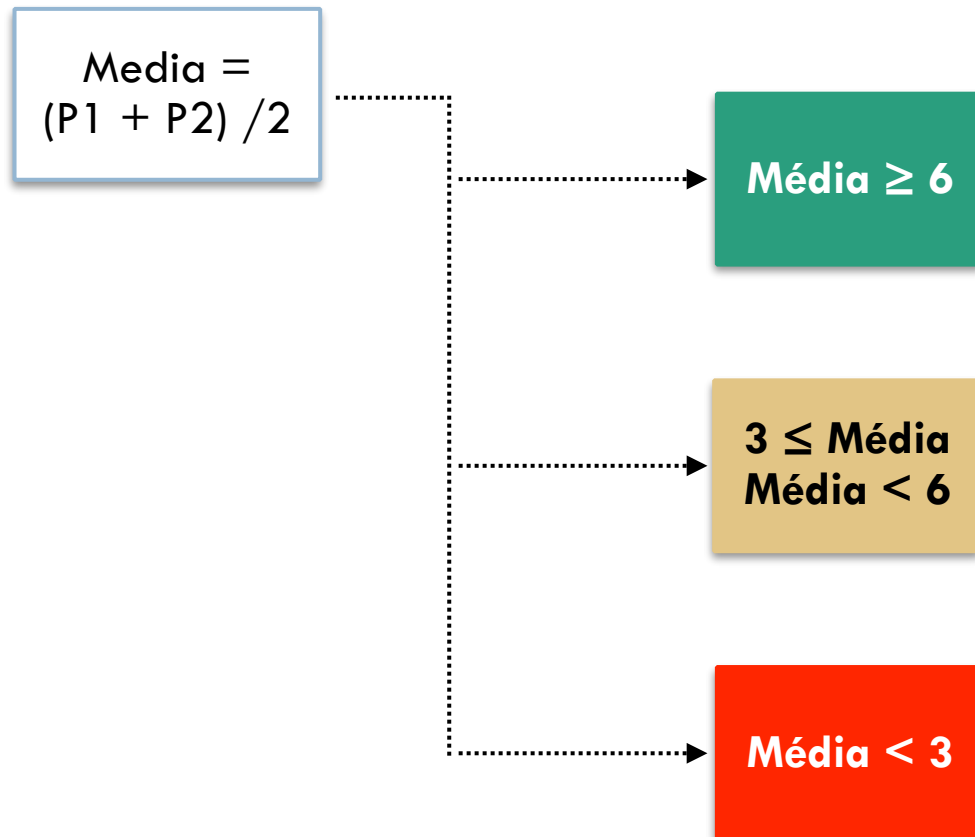 Media =
(P1 + P2) /2
Média ≥ 6
3 ≤ Média
Média < 6
Média < 3